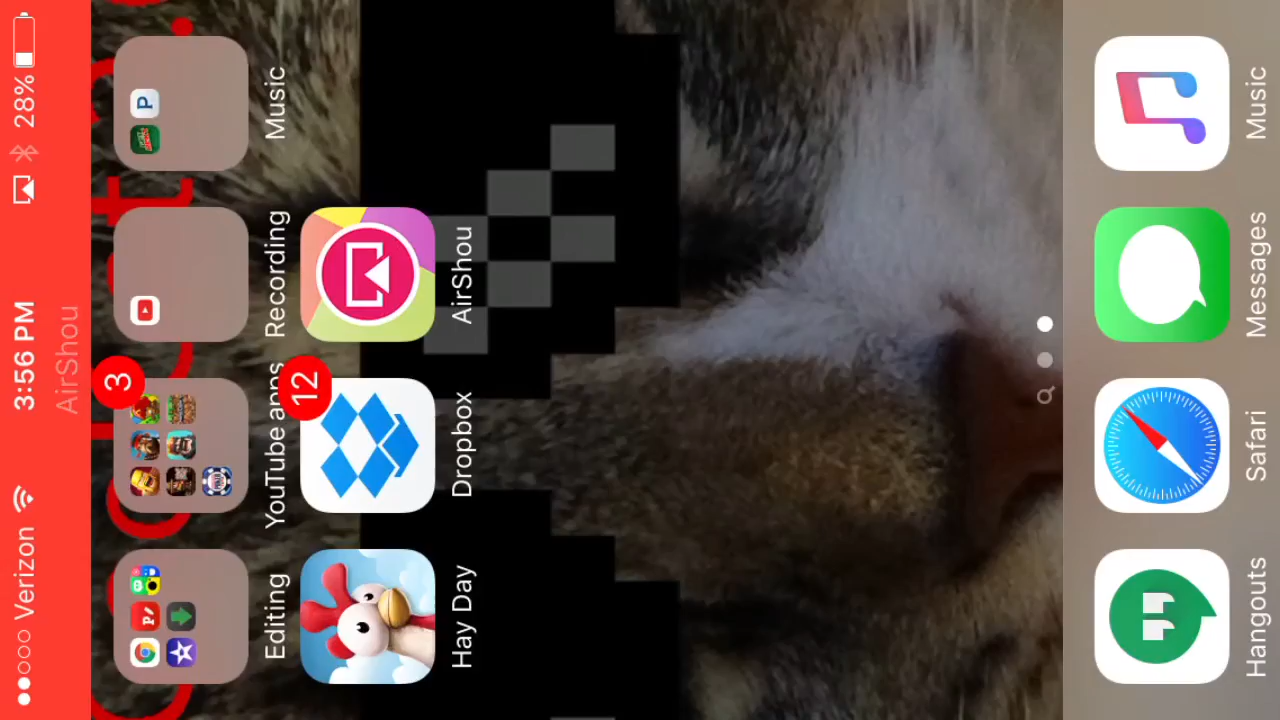 Verizon 3:56 PM 28%
AirShou
3
Editing YouTube apps Recording Music
12
Hay Day Dropbox AirShou
Hangouts Safari Messages Music